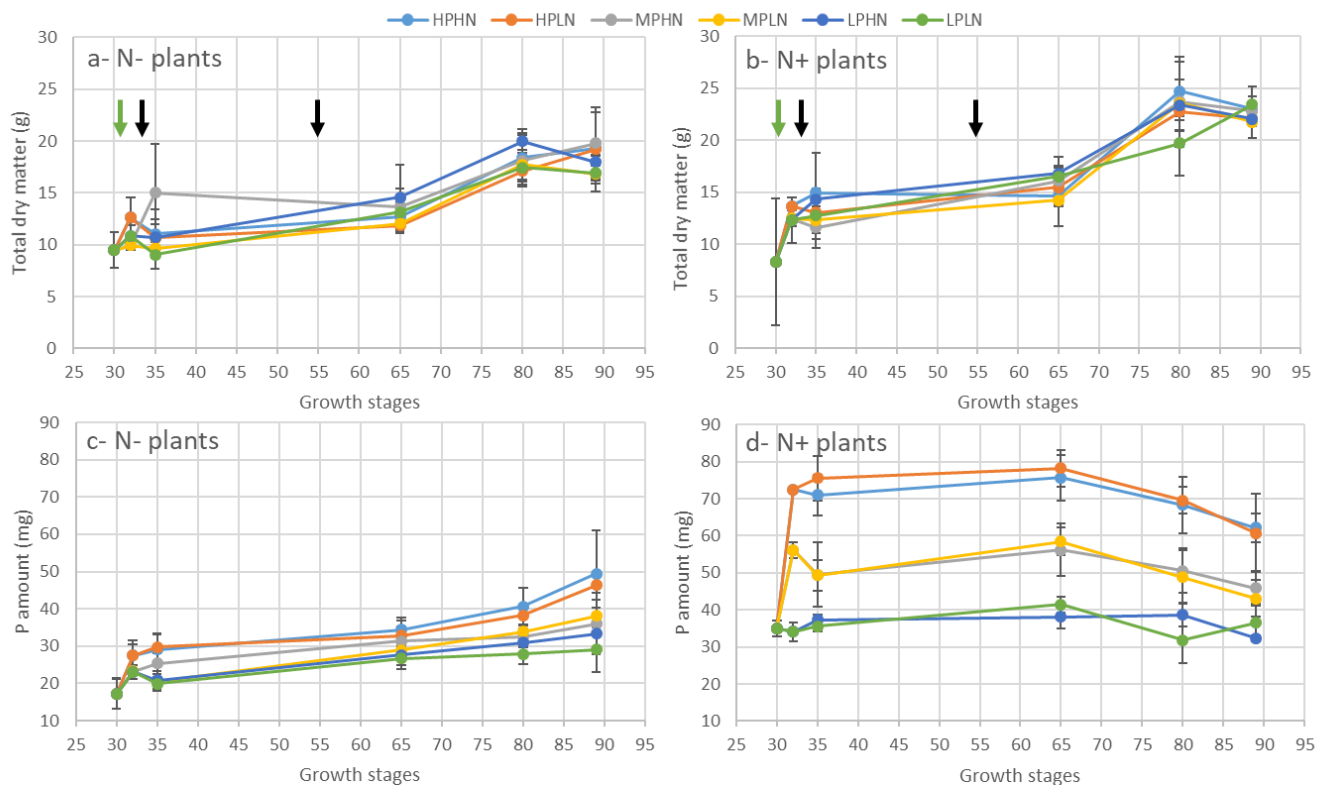 HPHN HPLN MPHN MPLN LPHN LPLN
a- N- plants
Total dry matter (g)
30
25
20
15
10
5
0
25 30 35 40 45 50 55 60 65 70 75 80 85 90 95
Growth stages
b- N+ plants
Total dry matter (g)
30
25
20
15
10
5
0
25 30 35 40 45 50 55 60 65 70 75 80 85 90 95
Growth stages
c- N- plants
P amount (mg)
90
80
70
60
50
40
30
20
10
25 30 35 40 45 50 55 60 65 70 75 80 85 90 95
Growth stages
d- N+ plants
P amount (mg)
90
80
70
60
50
40
30
20
10
25 30 35 40 45 50 55 60 65 70 75 80 85 90 95
Growth stages